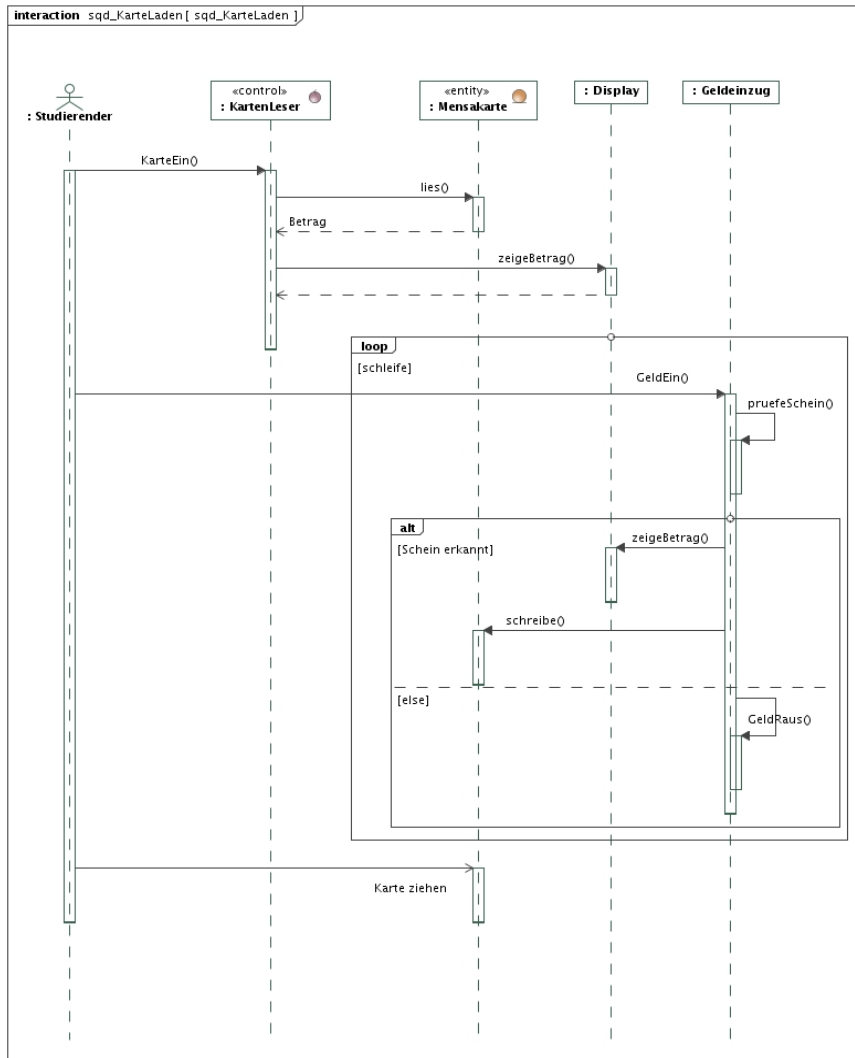 interaction sqd_KarteLaden [ sqd_KarteLaden ]
: Studierender
«control»
: KartenLeser
«entity»
: Mensakarte
: Display
: Geldeinzug
KarteEin()
lies()
Betrag
zeigeBetrag()
loop
[schleife]
GeldEin()
pruefeSchein()
alt
[Schein erkannt]
zeigeBetrag()
schreibe()
[else]
GeldRaus()
Karte ziehen